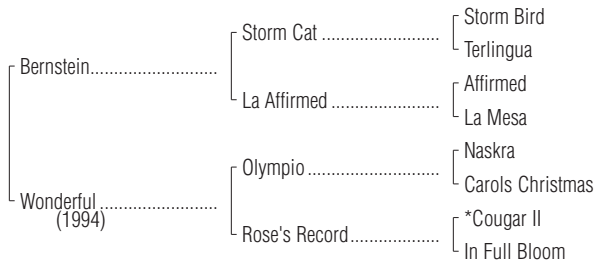 Storm Bird
Storm Cat ........................
Terlingua
Bernstein..........................
Affirmed
La Affirmed ......................
La Mesa
Naskra
Olympio ...........................
Carols Christmas
Wonderful ........................
(1994)
*Cougar II
Rose's Record..................
In Full Bloom